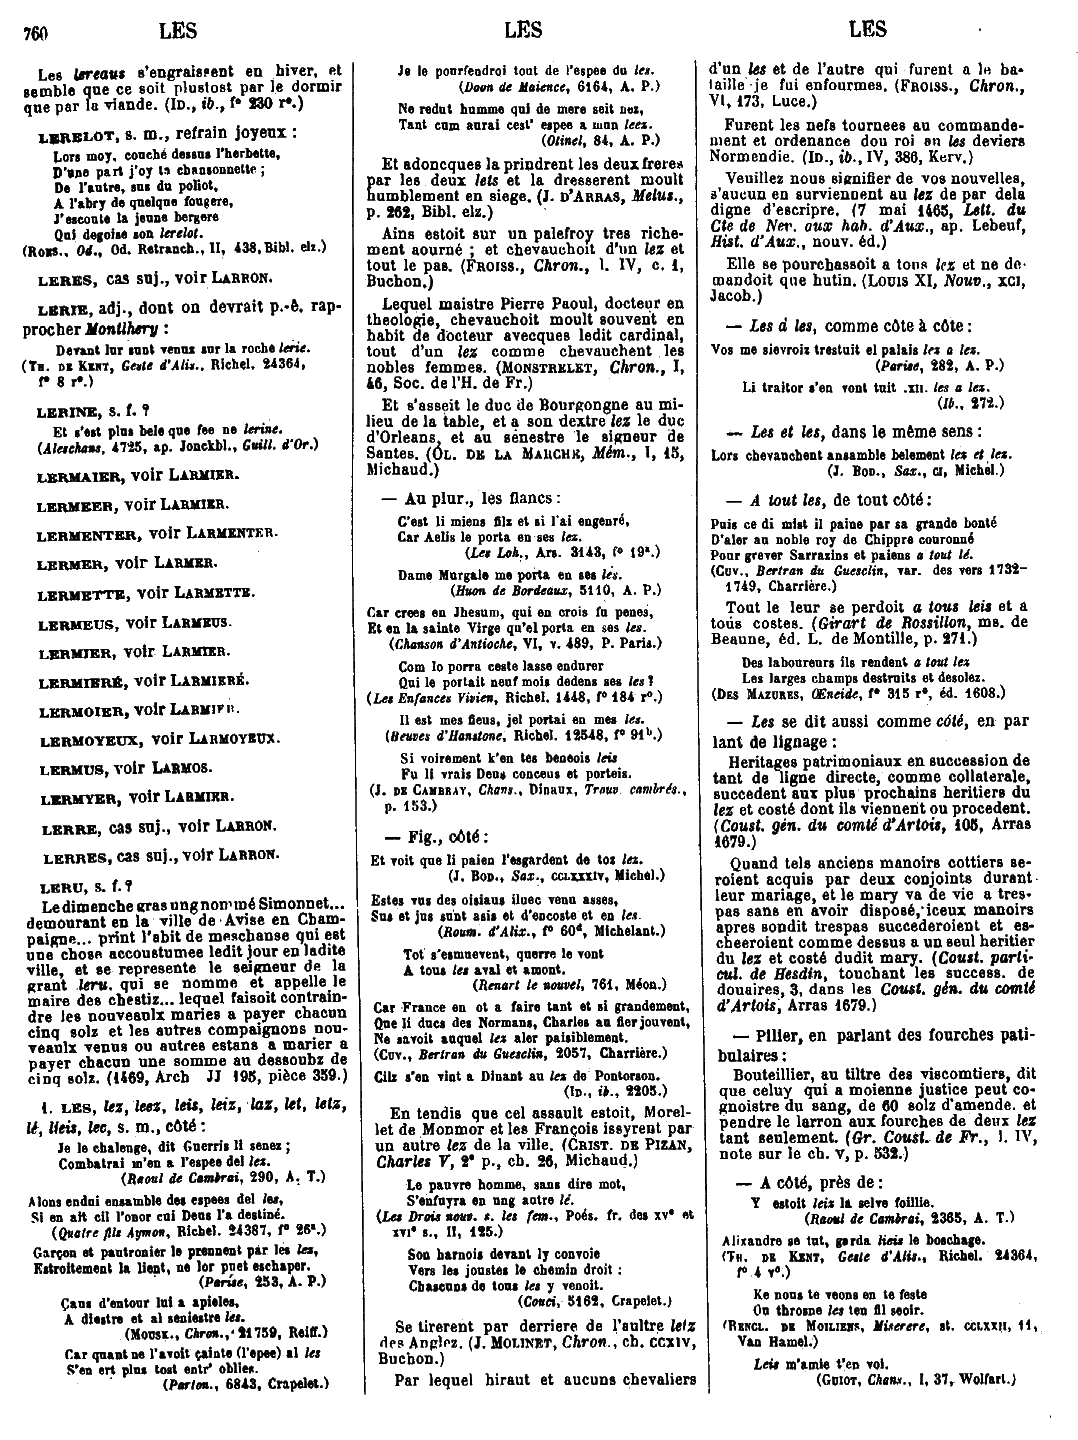 760 LES LES LES
Les lereaus s'engraissent en hiver, et
semble que ce soit plustost par le dormir
que par la viande. (ID., ib., f° 230 r°.)
LERELOT, s. m., refrain joyeux :
Lors moy, couché dessus l'herbette,
D'une part j'oy ta chansonnette ;
De l'autre, sus du poliot,
A l'abry de quelque fougere,
J'escoute la jeune bergere
Qui degoise son lerelot.
(RONS., Od., Od. Retranch., II, 438, Bibl. elz.)
LERES, cas suj., voir LARRON.
LERIE, adj., dont on devrait p.-ê. rap-
procher Montlhery :
Devant lur sunt venus sur la roche lerie.
(TH. DE KENT, Geste d'Alis., Richel. 24364,
f° 8 r°.)
LERINE, s. f. ?
Et s'est plus bele que fee ne lerine.
(Aleschans, 4725, ap. Jonckbl., Guill. d'Or.)
LERMAIER, voir LARMIER.
LERMEER, voir LARMIER.
LERMENTER, voir LARMENTER.
LERMER, voir LARMER.
LERMETTE, voir LARMETTE.
LERMEUS, voir LARMEUS.
LERMIER, voir LARMIER.
LERMIERÉ, voir LARMIERÉ.
LERMOIER, voir LARMIER.
LERMOYEUX, voir LARMOYEUX.
LERMUS, voir LARMOS.
LERMYER, voir LARMIER.
LERRE, cas suj., voir LARRON.
LERRES, cas suj., voir LARRON.
LERU, s. f. ?
Le dimenche gras ung nommé Simonnet...
demourant en la ville de Avise en Cham-
paigne... print l'abit de meschanse qui est
une chose accoustumee ledit jour en ladite
ville, et se represente le seigneur de la
grant leru. qui se nomme et appelle le
maire des chestiz... lequel faisoit contrain-
dre les nouveaulx maries a payer chacun
cinq solz et les autres compaignons nou-
veaulx venus ou autres estans a marier a
payer chacun une somme au dessoubz de
cinq solz. (1469, Arch JJ 195, pièce 359.)
1. LES, lez, leez, leis, leiz, laz, let, letz,
lé, lieis, lec, s. m., côté :
Je le chalenge, dit Guerris li senez ;
Combatrai m'en a l'espee del lez.
(Raoul de Cambrai, 290, A. T.)
Alons endui ensamble des espees del les,
Si en ait cil l'onor cui Deus l'a destiné.
(Quatre fils Aymon, Richel. 24387, f° 26ª.)
Garçon et pautronier le prennent par les lez,
Estroitement la lient, ne lor puet eschaper.
(Parise, 253, A. P.)
Çans d'entour lui a apieles,
A diestre et al seniestre les.
(MOUSK., Chron., 21759, Reiff.)
Car quant ne l'avoit çainte (l'epee) al les
S'en ert plus tost entr' oblies.
(Parton., 6843, Crapelet.)
Je le pourfendroi tout de l'espee du lez.
(Doon de Maience, 6164, A. P.)
Ne redut humme qui de mere seit nez,
Tant cum aurai cest' espee a mun leez.
(Otinel, 84, A. P.)
Et adoncques la prindrent les deux freres
par les deux lets et la dresserent moult
humblement en siege. (J. D'ARRAS, Melus.,
p. 262, Bibl. elz.)
Ains estoit sur un palefroy tres riche-
ment aourné ; et chevauchoit d'un lez et
tout le pas. (FROISS., Chron., l. IV, c. 1,
Buchon.)
Lequel maistre Pierre Paoul, docteur en
theologie, chevauchoit moult souvent en
habit de docteur avecques ledit cardinal,
tout d'un lez comme chevauchent les
nobles femmes. (MONSTRELET, Chron., I,
46, Soc. de l'H. de Fr.)
Et s'asseit le duc de Bourgongne au mi-
lieu de la table, et a son dextre lez le duc
d'Orleans, et au senestre le signeur de
Santes. (OL. DE LA MARCHE, Mém., I, 15,
Michaud.)
— Au plur., les flancs :
C'est li miens filz et si l'ai engenré,
Car Aelis le porta en ses lez.
(Les Loh., Ars. 3143, f° 19ª.)
Dame Murgale me porta en ses lés.
(Huon de Bordeaux, 5110, A. P.)
Car crees en Jhesum, qui en crois fu penes,
Et en la sainte Virge qu'el porta en ses les.
(Chanson d'Antioche, VI, v. 489, P. Paris.)
Com lo porra ceste lasse endurer
Qui le portait neuf mois dedens ses les ?
(Les Enfances Vivien, Richel. 1448, f° 184 r°.)
Il est mes fieus, jel portai en mes les.
(Beuves d'Hanstone, Richel. 12548, f° 91ᵇ.)
Si voirement k'en tes beneois leis
Fu li vrais Deus conceus et porteis.
(J. DE CAMBRAY, Chans., Dinaux, Trouv. cambrés.,
p. 153.)
— Fig., côté :
Et voit que li paien l'esgardent de toz lez.
(J. BOD., Sax., CCLXXXIV, Michel.)
Estes vus des oisiaus iluec venu asses,
Sus et jus sunt asis et d'encoste et en les.
(Roum. d'Alix., f° 60ᵈ, Michelant.)
Tot s'esmuevent, querre le vont
A tous les aval et amont.
(Renart le nouvel, 761, Méon.)
Car France en ot a faire tant et si grandement,
Que li ducs des Normans, Charles au fier jouvent,
Ne savoit auquel lez aler paisiblement.
(CUV., Bertran du Guesclin, 2057, Charrière.)
Cilz s'en vint a Dinant au lez de Pontorson.
(ID., ib., 2205.)
En tendis que cel assault estoit, Morel-
let de Monmor et les François issyrent par
un autre lez de la ville. (CRIST. DE PIZAN,
Charles V, 2ᵉ p., ch. 26, Michaud.)
Le pauvre homme, sans dire mot,
S'enfuyra en ung autre lé.
(Les Drois nouv. s. les fem., Poés. fr. des XVᵉ et
XVIᵉ s., II, 125.)
Son harnois devant ly convoie
Vers les joustes le chemin droit :
Chascuns de tous les y venoit.
(Couci, 5162, Crapelet.)
Se tirerent par derriere de l'aultre letz
des Anglez. (J. MOLINET, Chron., ch. CCXIV,
Buchon.)
Par lequel hiraut et aucuns chevaliers
d'un les et de l'autre qui furent a le ba-
taille je fui enfourmes. (FROISS., Chron.,
VI, 173, Luce.)
Furent les nefs tournees au commande-
ment et ordenance dou roi en les deviers
Normendie. (ID., ib., IV, 386, Kerv.)
Veuillez nous signifier de vos nouvelles,
s'aucun en surviennent au lez de par dela
digne d'escripre. (7 mai 1465, Lett. du
Cte de Ner. aux hab. d'Aux., ap. Lebeuf,
Hist. d'Aux., nouv. éd.)
Elle se pourchassoit a tous lez et ne de-
mandoit que hutin. (LOUIS XI, Nouv., XCI,
Jacob.)
— Les à les, comme côte à côte :
Vos me sievroiz trestuit el palais lez a lez.
(Parise, 282, A. P.)
Li traitor s'en vont tuit .XII. les a lez.
(Ib., 272.)
— Les et les, dans le même sens :
Lors chevauchent ansamble belement lez et lez.
(J. BOD., Sax., CI, Michel.)
— A tout les, de tout côté :
Puis ce di mist il paine par sa grande bonté
D'aler au noble roy de Chippre couronné
Pour grever Sarrazins et paiens a tout lé.
(CUV., Bertran du Guesclin, var. des vers 1732-
1749, Charrière.)
Tout le leur se perdoit a tous leis et a
tous costes. (Girart de Rossillon, ms. de
Beaune, éd. L. de Montille, p. 271.)
Des laboureurs ils rendent a tout lez
Les larges champs destruits et desolez.
(DES MAZURES, Œneide, f° 315 r°, éd. 1608.)
— Les se dit aussi comme côté, en par
lant de lignage :
Heritages patrimoniaux en succession de
tant de ligne directe, comme collaterale,
succedent aux plus prochains heritiers du
lez et costé dont ils viennent ou procedent.
(Coust. gén. du comté d'Artois, 105, Arras
1679.)
Quand tels anciens manoirs cottiers se-
roient acquis par deux conjoints durant
leur mariage, et le mary va de vie a tres-
pas sans en avoir disposé, iceux manoirs
apres sondit trespas succederoient et es-
cheeroient comme dessus a un seul heritier
du lez et costé dudit mary. (Coust. parti-
cul. de Hesdin, touchant les success. de
douaires, 3, dans les Coust. gén. du comté
d'Artois, Arras 1679.)
— Pilier, en parlant des fourches pati-
bulaires :
Bouteillier, au tiltre des viscomtiers, dit
que celuy qui a moienne justice peut co-
gnoistre du sang, de 60 solz d'amende. et
pendre le larron aux fourches de deux lez
tant seulement. (Gr. Coust. de Fr., l. IV,
note sur le ch. V, p. 532.)
— A côté, près de :
Y estoit leiz la selve foillie.
(Raoul de Cambrai, 2365, A. T.)
Alixandre se tut, garda lieis le boschage.
(TH. DE KENT, Geste d'Alis., Richel. 24364,
f° 4 v°.)
Ke nous te veons en te feste
Ou throsne les ten fil seoir.
(RENCL. DE MOILIENS, Miserere, st. CCLXXII, 11,
Van Hamel.)
Leis m'amie t'en voi.
(GUIOT, Chans., I, 37, Wolfart.)